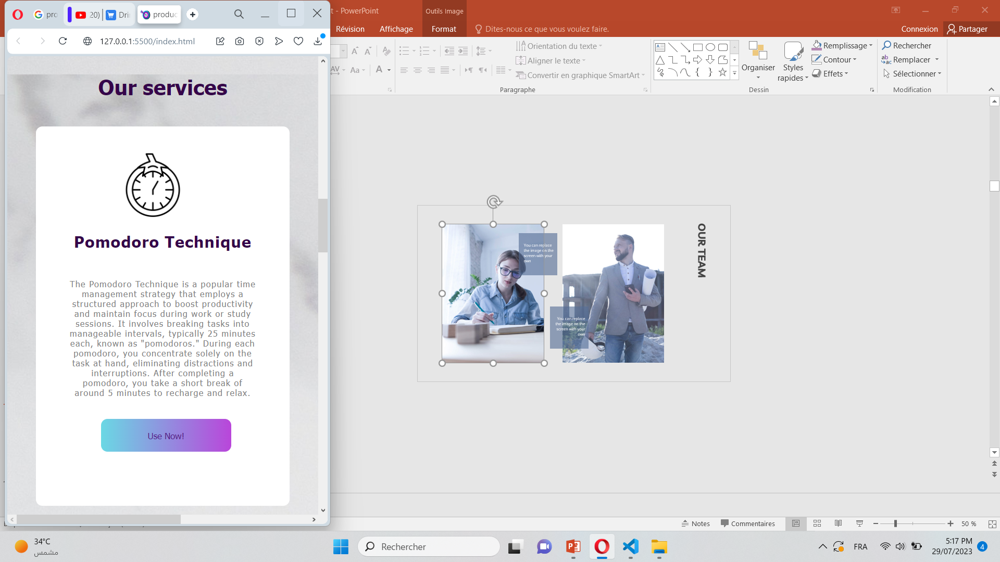 pro
20)
Dri
produc
127.0.0.1:5500/index.html
Our services
Pomodoro Technique
The Pomodoro Technique is a popular time
management strategy that employs a
structured approach to boost productivity
and maintain focus during work or study
sessions. It involves breaking tasks into
manageable intervals, typically 25 minutes
each, known as "pomodoros." During each
pomodoro, you concentrate solely on the
task at hand, eliminating distractions and
interruptions. After completing a
pomodoro, you take a short break of
around 5 minutes to recharge and relax.
Use Now!
t - PowerPoint
Outils Image
Révision
Affichage
Format
Dites-nous ce que vous voulez faire.
Connexion
Partager
AV
Aa
A
Orientation du texte
Aligner le texte
Convertir en graphique SmartArt
Paragraphe
Organiser
Styles
rapides
Remplissage
Contour
Effets
Dessin
Rechercher
Remplacer
Sélectionner
Modification
You can replace
the image on the
screen with your
own
You can replace
the image on the
screen with your
own
OUR TEAM
Notes
Commentaires
50 %
34°C
مشمس
Rechercher
FRA
5:17 PM
29/07/2023
4